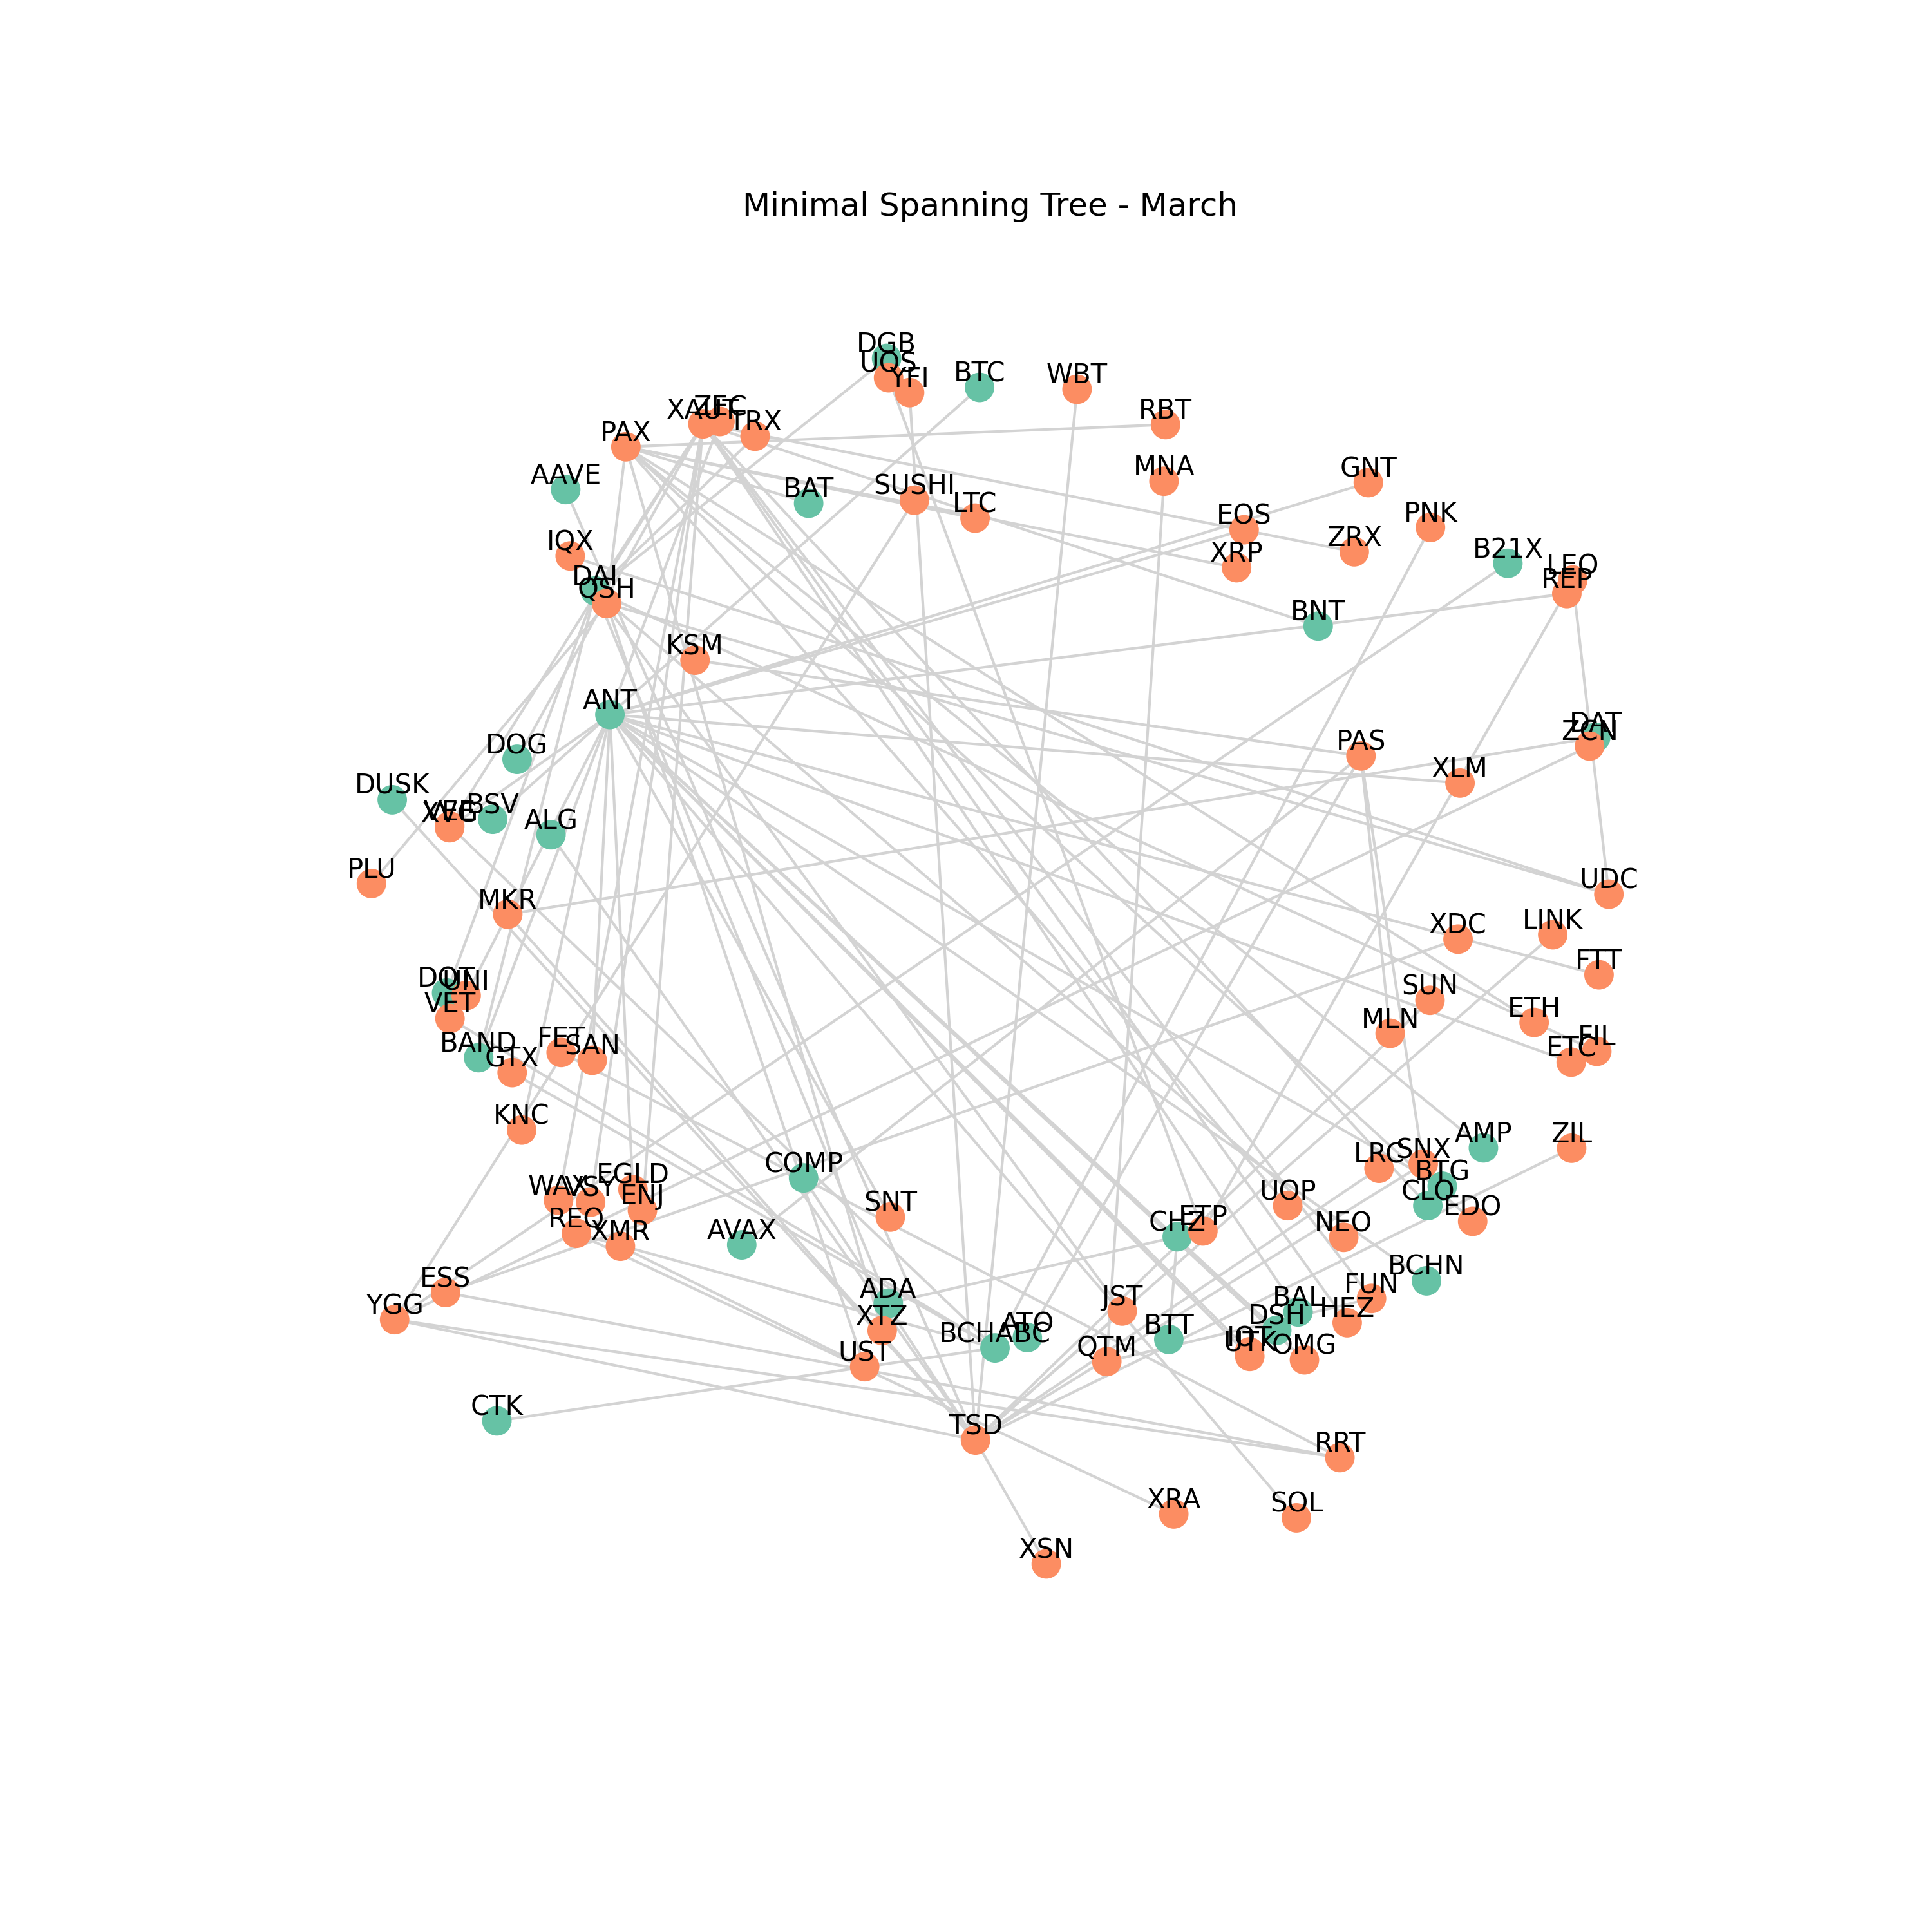 Minimal Spanning Tree - March
DGB
UOS
YFI
BTC
WBT
RBT
ZEC
XAUT
TRX
PAX
AAVE
BAT
SUSHI
LTC
MNA
GNT
EOS
PNK
ZRX
XRP
B21X
LEO
REP
IQX
DAI
QSH
BNT
KSM
ANT
DOG
PAS
DAT
ZCN
XLM
DUSK
XVG
BSV
ALG
PLU
MKR
UDC
LINK
XDC
FTT
DOT
UNI
VET
SUN
ETH
MLN
FIL
ETC
BAND
GTX
FET
SAN
KNC
AMP
ZIL
LRC
SNX
BTG
CLO
EDO
COMP
WAX
VSY
EGLD
ENJ
REQ
XMR
SNT
AVAX
UOP
CHZ
ETP
NEO
BCHN
ESS
YGG
ADA
XTZ
UST
BCHABC
ATO
JST
QTM
BTT
BAL
DSH
HEZ
FUN
IOT
UTK
OMG
CTK
TSD
RRT
XRA
SOL
XSN